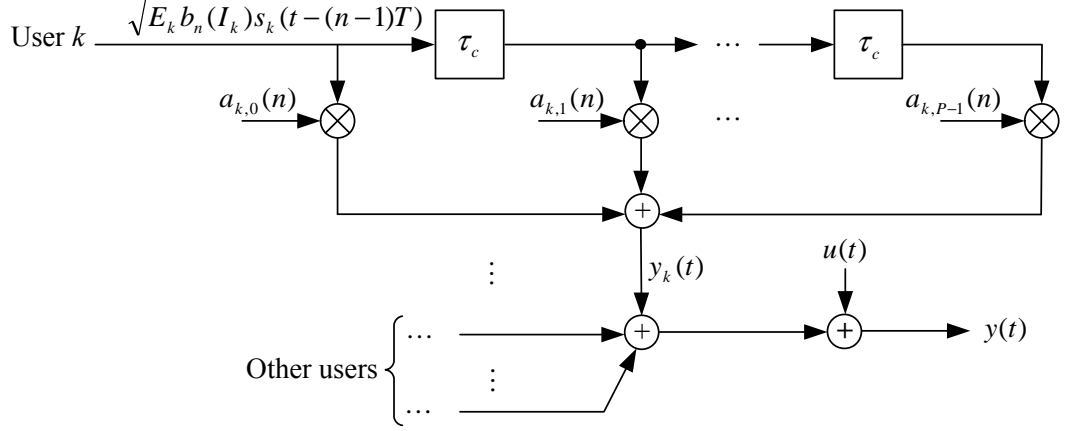 √E_k b_n(I_k)s_k(t−(n−1)T)
User k
τ_c
...
τ_c
a_{k,0}(n)
a_{k,1}(n)
...
a_{k,P−1}(n)
+
⋮
y_k(t)
u(t)
...
+
+
y(t)
Other users
⋮
...